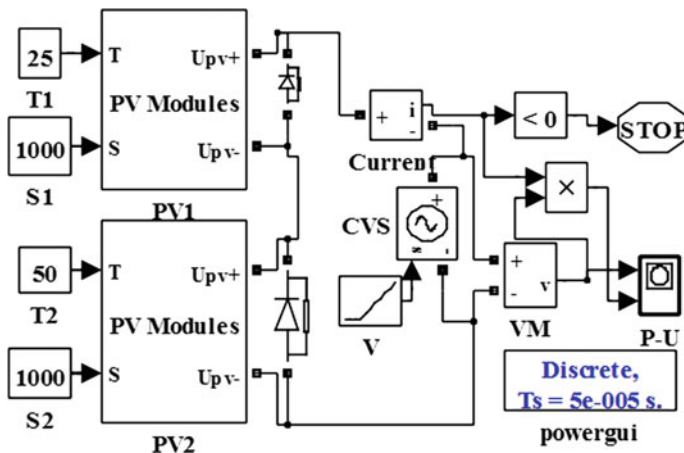 25
T1
1000
S1
T
S
PV Modules
Upv+
Upv-
PV1
50
T2
1000
S2
T
S
PV Modules
Upv+
Upv-
PV2
+
i
-
Current
< 0
STOP
×
CVS
+
s
-
V
+
-
v
VM
P-U
Discrete,
Ts = 5e-005 s.
powergui